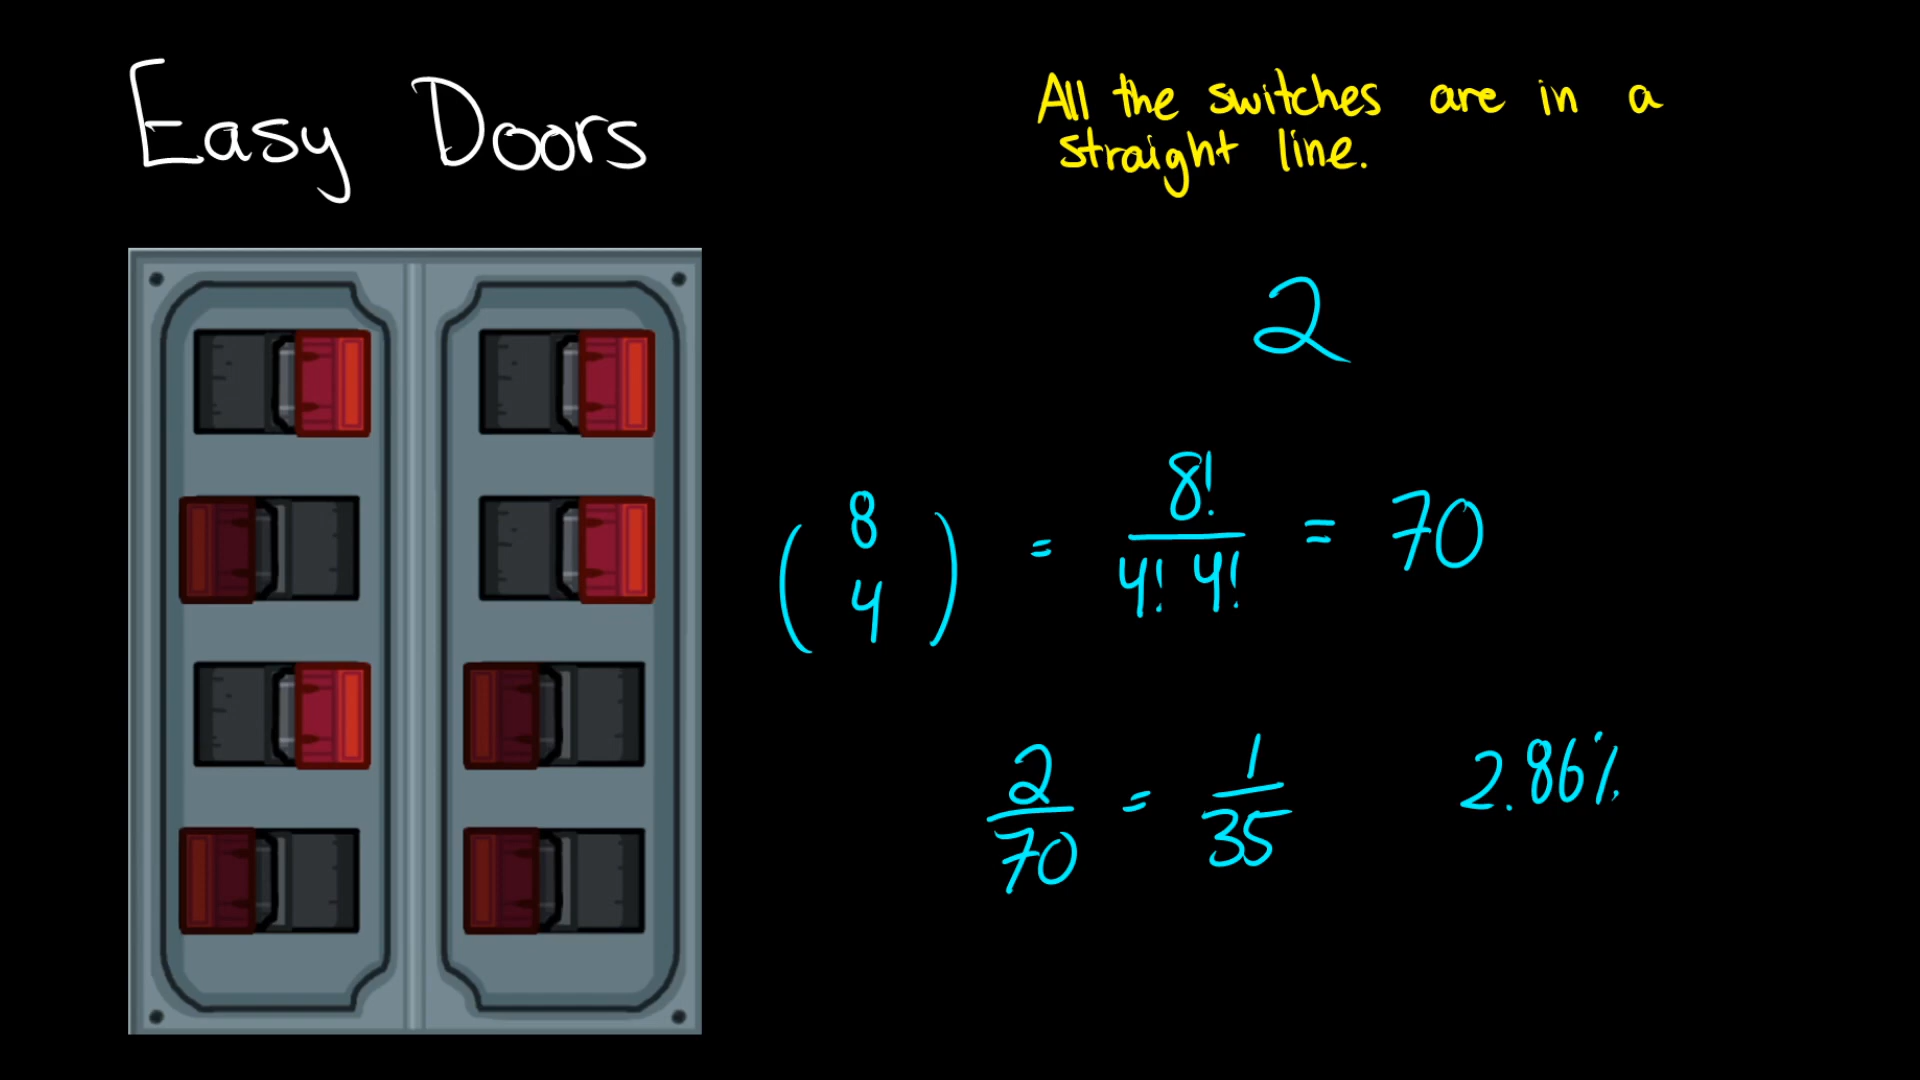 Easy Doors
All the switches are in a
straight line.
2
( 8 4 ) = 8! / 4! 4! = 70
2/70 = 1/35 2.86%